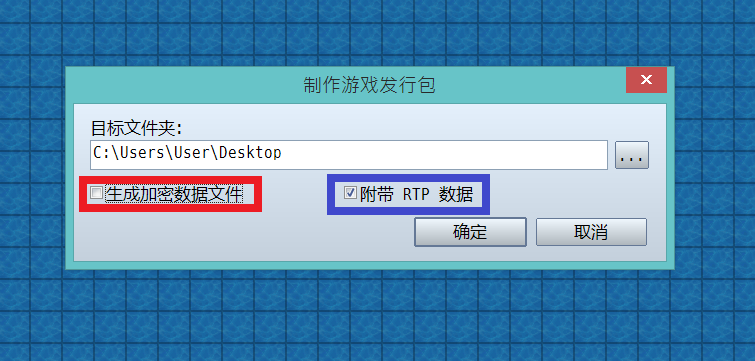 制作游戏发行包
目标文件夹:
C:\Users\User\Desktop
...
生成加密数据文件
附带 RTP 数据
确定
取消